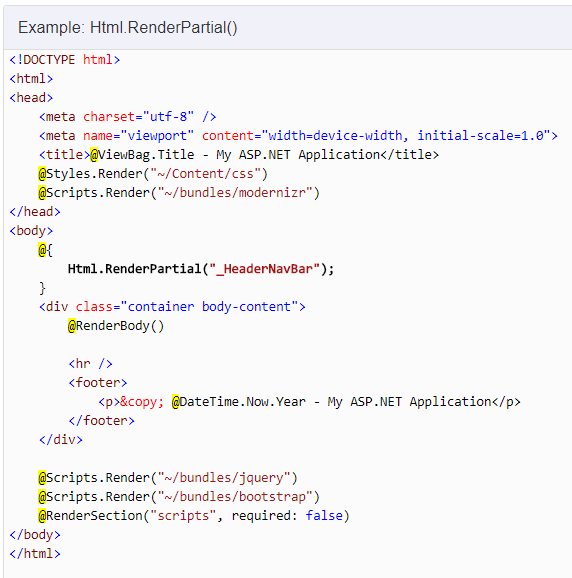 Example: Html.RenderPartial()
<!DOCTYPE html>
<html>
<head>
    <meta charset="utf-8" />
    <meta name="viewport" content="width=device-width, initial-scale=1.0">
    <title>@ViewBag.Title - My ASP.NET Application</title>
    @Styles.Render("~/Content/css")
    @Scripts.Render("~/bundles/modernizr")
</head>
<body>
    @{
        Html.RenderPartial("_HeaderNavBar");
    }
    <div class="container body-content">
        @RenderBody()
        <hr />
        <footer>
            <p>&copy; @DateTime.Now.Year - My ASP.NET Application</p>
        </footer>
    </div>
    @Scripts.Render("~/bundles/jquery")
    @Scripts.Render("~/bundles/bootstrap")
    @RenderSection("scripts", required: false)
</body>
</html>